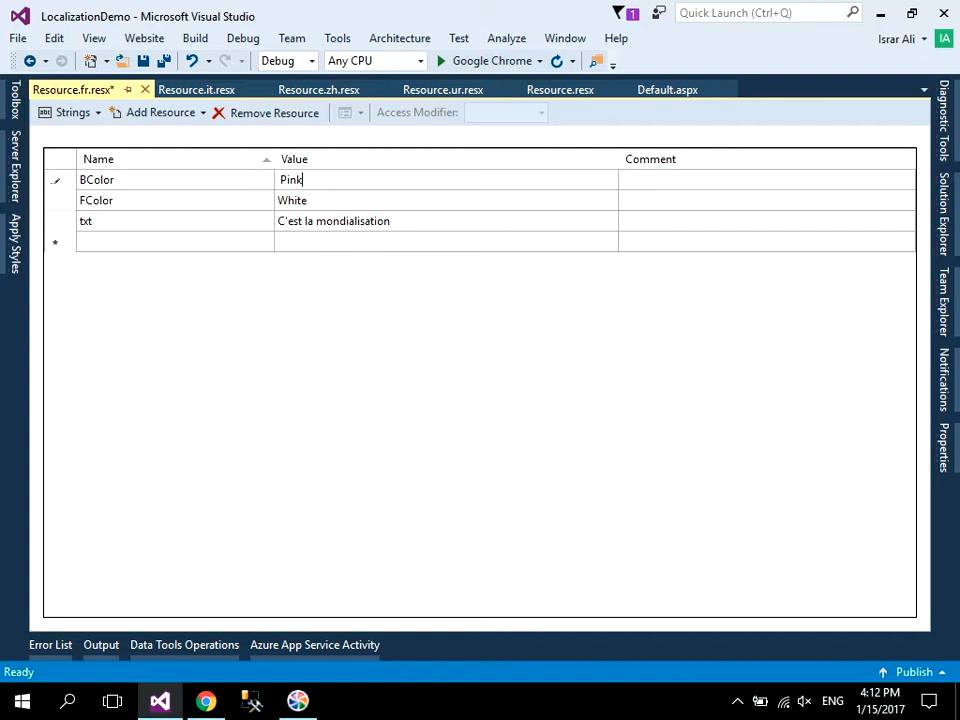 LocalizationDemo - Microsoft Visual Studio
1
Quick Launch (Ctrl+Q)
File Edit View Website Build Debug Team Tools Architecture Test Analyze Window Help
Israr Ali IA
Debug Any CPU Google Chrome
Resource.fr.resx* Resource.it.resx Resource.zh.resx Resource.ur.resx Resource.resx Default.aspx
abc Strings Add Resource Remove Resource Access Modifier:
Toolbox
Server Explorer
Apply Styles
Name Value Comment
BColor Pink
FColor White
txt C'est la mondialisation
*
Diagnostic Tools
Solution Explorer
Team Explorer
Notifications
Properties
Error List Output Data Tools Operations Azure App Service Activity
Ready Publish
ENG
4:12 PM
1/15/2017